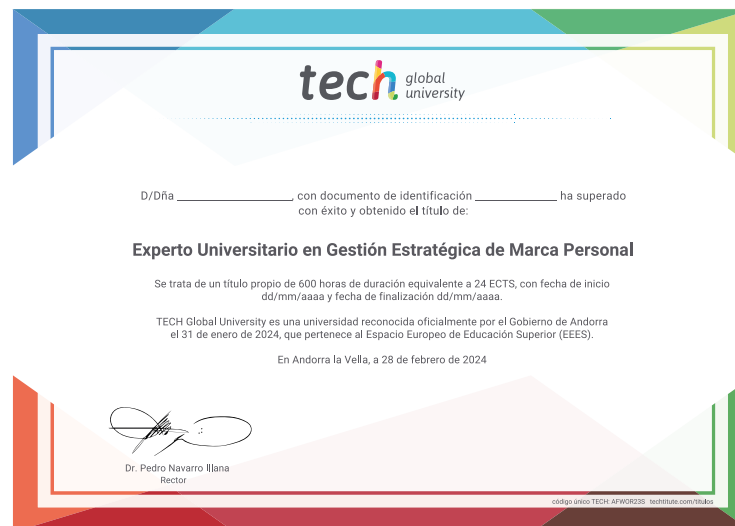 tech global university
D/Dña ____________________, con documento de identificación ______________ ha superado
con éxito y obtenido el título de:
Experto Universitario en Gestión Estratégica de Marca Personal
Se trata de un título propio de 600 horas de duración equivalente a 24 ECTS, con fecha de inicio
dd/mm/aaaa y fecha de finalización dd/mm/aaaa.
TECH Global University es una universidad reconocida oficialmente por el Gobierno de Andorra
el 31 de enero de 2024, que pertenece al Espacio Europeo de Educación Superior (EEES).
En Andorra la Vella, a 28 de febrero de 2024
Dr. Pedro Navarro Illana
Rector
código único TECH: AFWOR23S techtitute.com/titulos